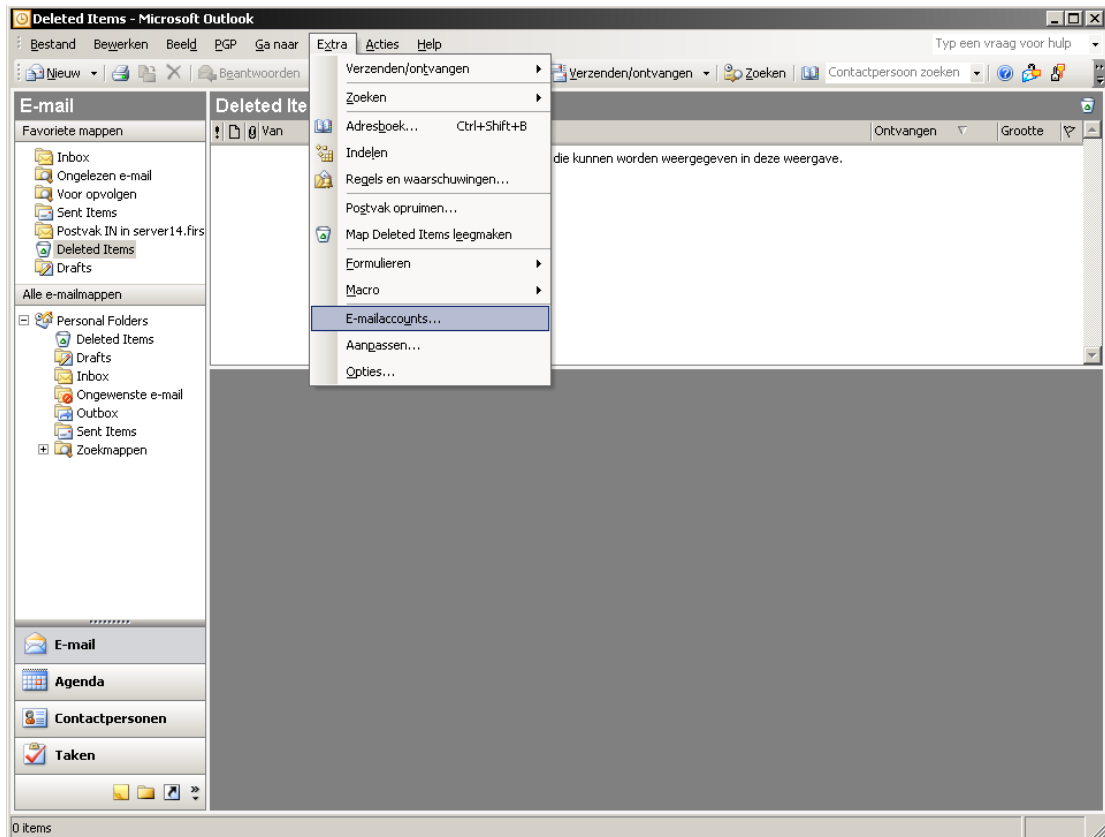 Deleted Items - Microsoft Outlook
Bestand Bewerken Beeld PGP Ga naar Extra Acties Help Typ een vraag voor hulp
Nieuw Beantwoorden Verzenden/ontvangen Zoeken Contactpersoon zoeken
E-mail
Favoriete mappen
Inbox
Ongelezen e-mail
Voor opvolgen
Sent Items
Postvak IN in server14.firs
Deleted Items
Drafts
Alle e-mailmappen
Personal Folders
Deleted Items
Drafts
Inbox
Ongewenste e-mail
Outbox
Sent Items
Zoekmappen
E-mail
Agenda
Contactpersonen
Taken
Deleted Ite
! Van Ontvangen Grootte
die kunnen worden weergegeven in deze weergave.
Verzenden/ontvangen
Zoeken
Adresboek... Ctrl+Shift+B
Indelen
Regels en waarschuwingen...
Postvak opruimen...
Map Deleted Items leegmaken
Formulieren
Macro
E-mailaccounts...
Aanpassen...
Opties...
0 items